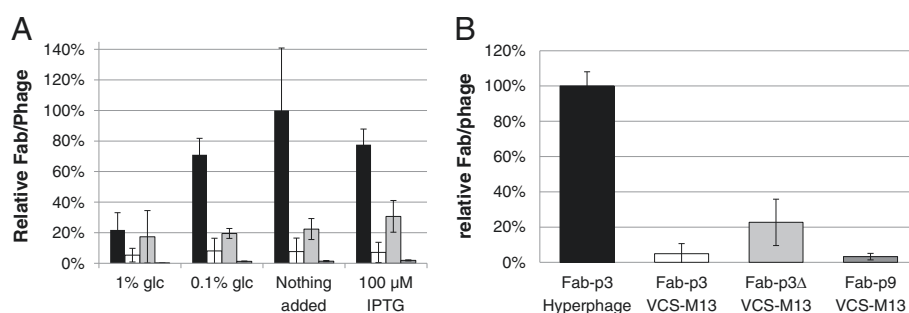 A
Relative Fab/Phage
140%
120%
100%
80%
60%
40%
20%
0%
1% glc
0.1% glc
Nothing
added
100 µM
IPTG
B
relative Fab/phage
120%
100%
80%
60%
40%
20%
0%
Fab-p3
Hyperphage
Fab-p3
VCS-M13
Fab-p3Δ
VCS-M13
Fab-p9
VCS-M13